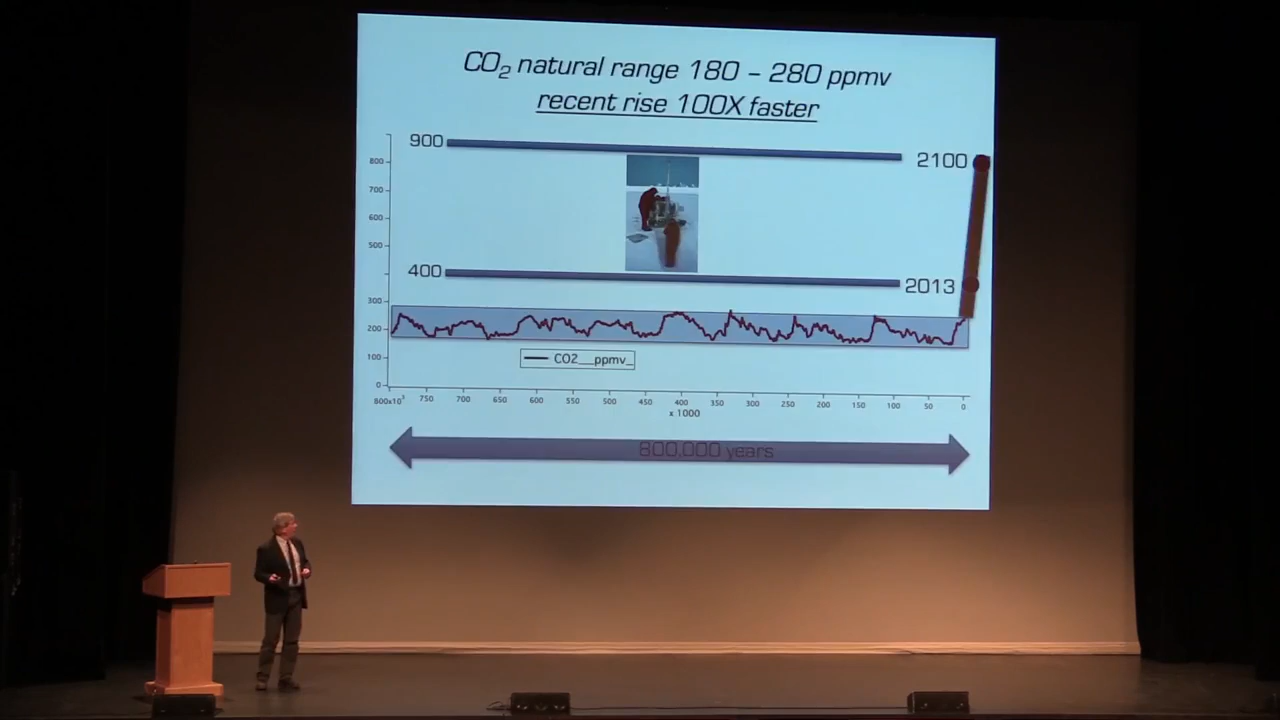 CO2 natural range 180 – 280 ppmv
recent rise 100X faster
900
2100
800
700
600
500
400
2013
300
200
100
0
CO2__ppmv_
800x10³ 750 700 650 600 550 500 450 400 350 300 250 200 150 100 50 0
x 1000
800,000 years